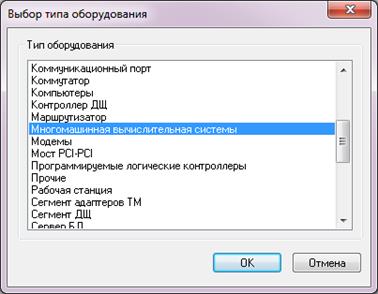 Выбор типа оборудования
Тип оборудования
Коммуникационный порт
Коммутатор
Компьютеры
Контроллер ДЩ
Маршрутизатор
Многомашинная вычислительная системы
Модемы
Мост PCI-PCI
Программируемые логические контроллеры
Прочие
Рабочая станция
Сегмент адаптеров ТМ
Сегмент ДЩ
Сервер БД
OK
Отмена